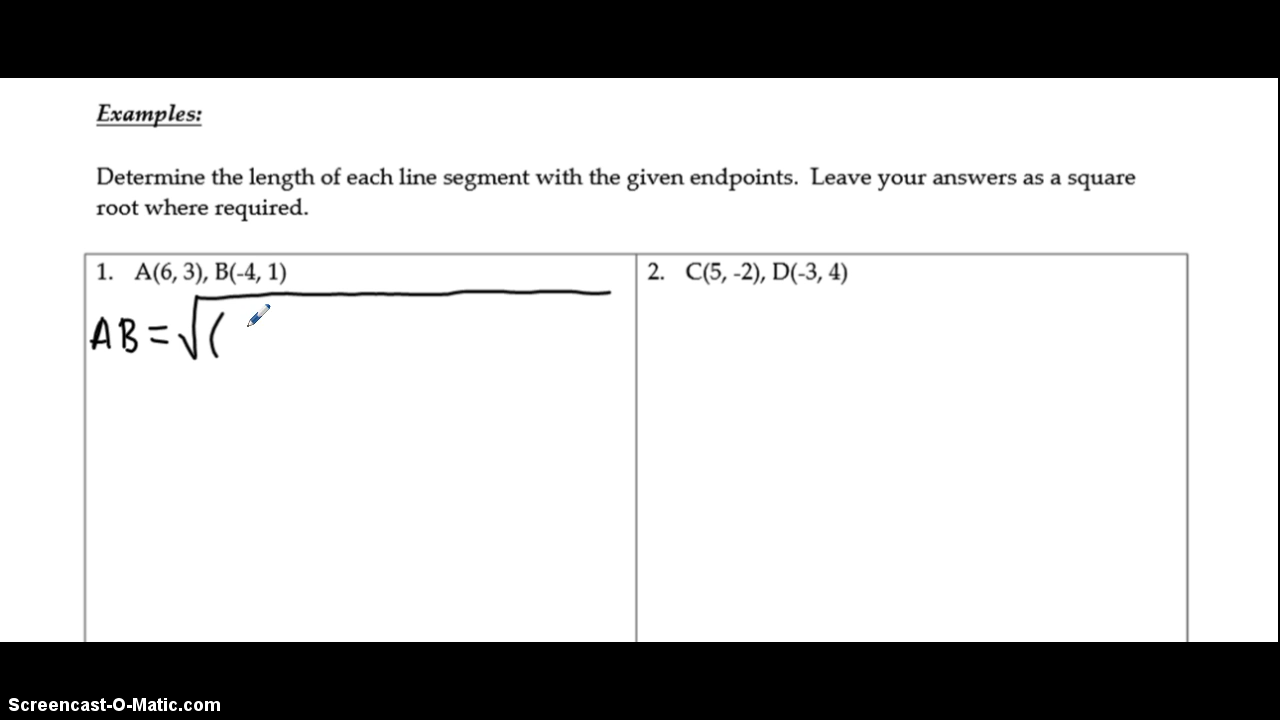 Examples:
Determine the length of each line segment with the given endpoints. Leave your answers as a square
root where required.
1. A(6, 3), B(-4, 1)
AB = √(
2. C(5, -2), D(-3, 4)
Screencast-O-Matic.com